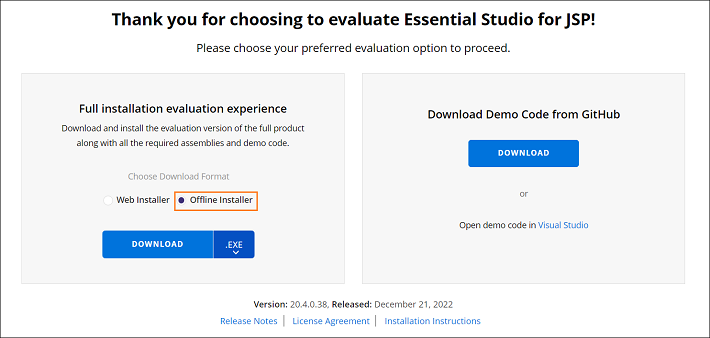 Thank you for choosing to evaluate Essential Studio for JSP!
Please choose your preferred evaluation option to proceed.
Full installation evaluation experience
Download and install the evaluation version of the full product
along with all the required assemblies and demo code.
Choose Download Format
Web Installer Offline Installer
DOWNLOAD .EXE
Download Demo Code from GitHub
DOWNLOAD
or
Open demo code in Visual Studio
Version: 20.4.0.38, Released: December 21, 2022
Release Notes | License Agreement | Installation Instructions